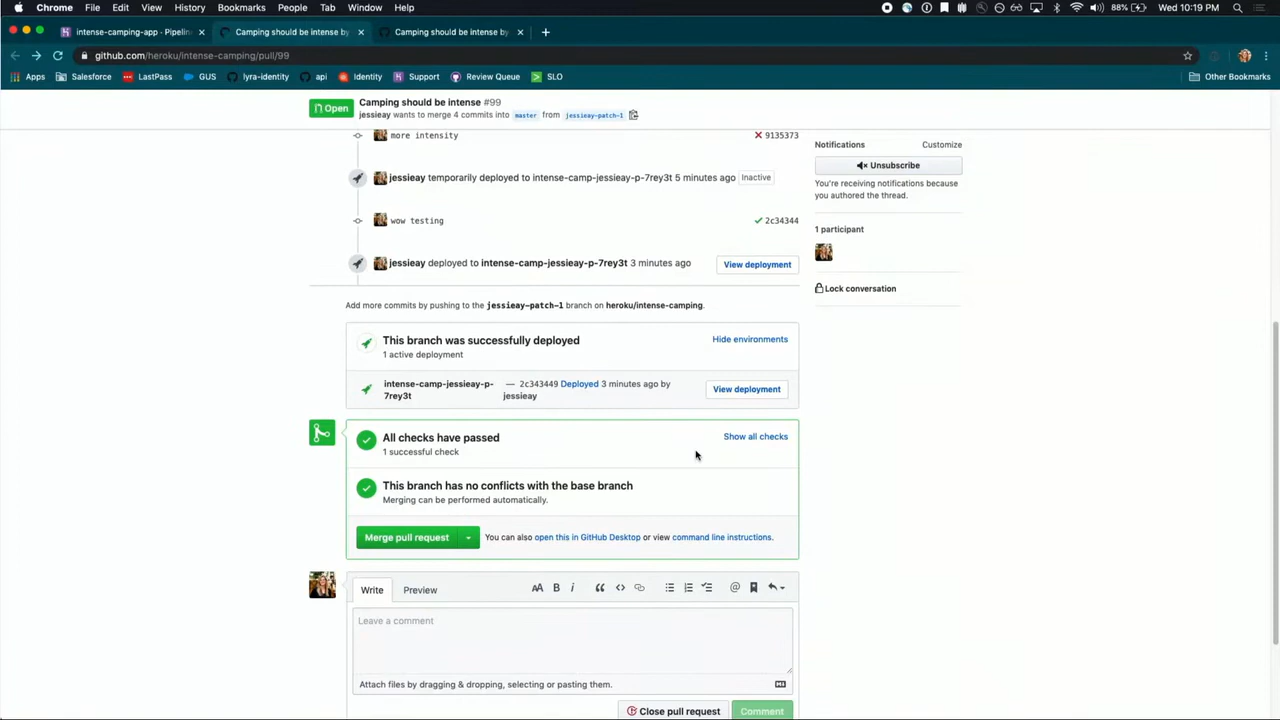 Chrome File Edit View History Bookmarks People Tab Window Help 88% Wed 10:19 PM
intense-camping-app - Pipelin × Camping should be intense by × Camping should be intense by × +
github.com/heroku/intense-camping/pull/99
Apps Salesforce LastPass GUS lyra-identity api Identity Support Review Queue SLO Other Bookmarks
Open Camping should be intense #99
jessieay wants to merge 4 commits into master from jessieay-patch-1
more intensity 9135373
jessieay temporarily deployed to intense-camp-jessieay-p-7rey3t 5 minutes ago Inactive
wow testing 2c34344
jessieay deployed to intense-camp-jessieay-p-7rey3t 3 minutes ago View deployment
Add more commits by pushing to the jessieay-patch-1 branch on heroku/intense-camping.
This branch was successfully deployed Hide environments
1 active deployment
intense-camp-jessieay-p- — 2c343449 Deployed 3 minutes ago by View deployment
7rey3t jessieay
All checks have passed Show all checks
1 successful check
This branch has no conflicts with the base branch
Merging can be performed automatically.
Merge pull request You can also open this in GitHub Desktop or view command line instructions.
Write Preview AA B i
Leave a comment
Attach files by dragging & dropping, selecting or pasting them.
Close pull request Comment
Notifications Customize
Unsubscribe
You're receiving notifications because
you authored the thread.
1 participant
Lock conversation